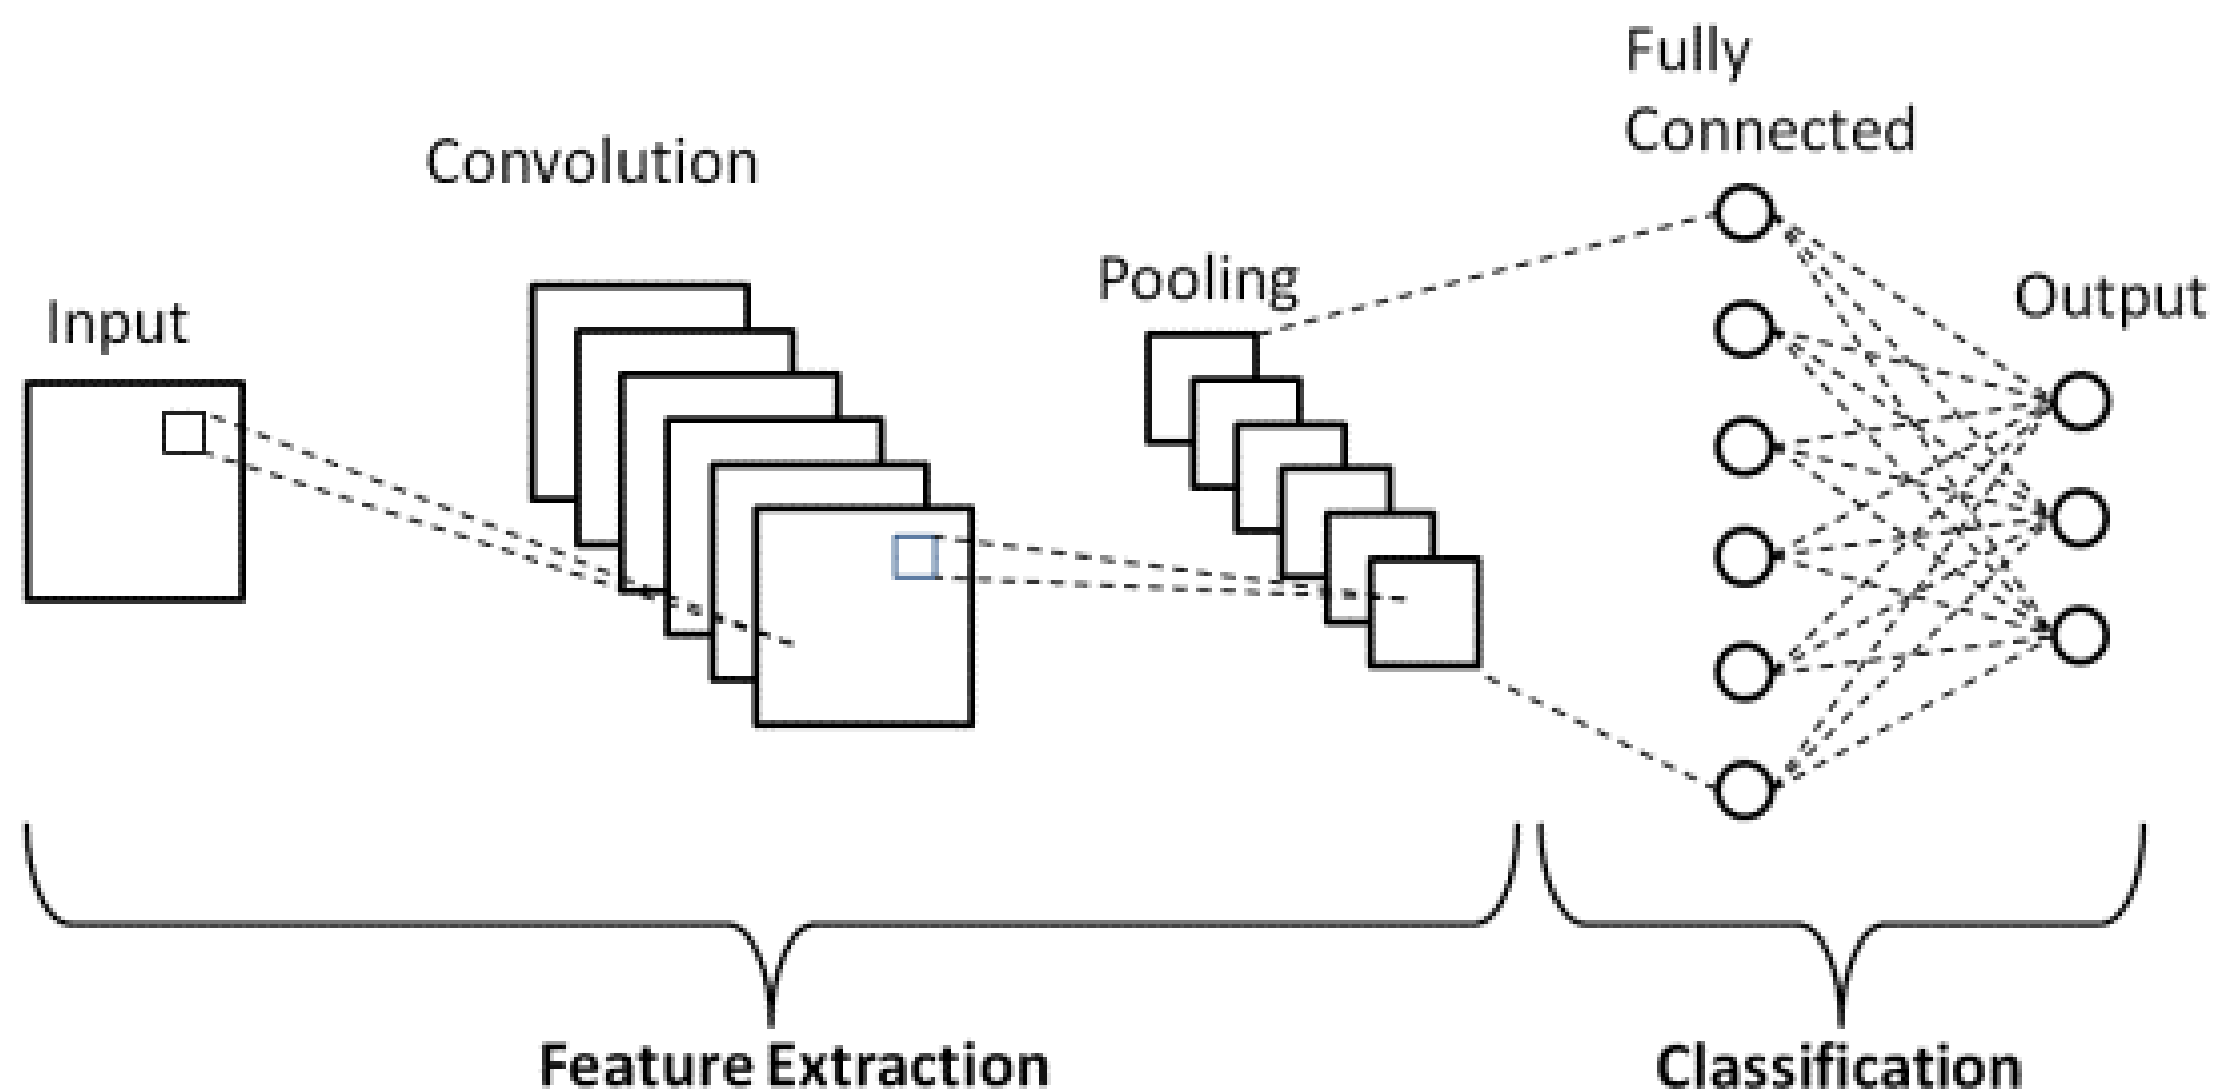 Input
Convolution
Pooling
Fully
Connected
Output
Feature Extraction
Classification